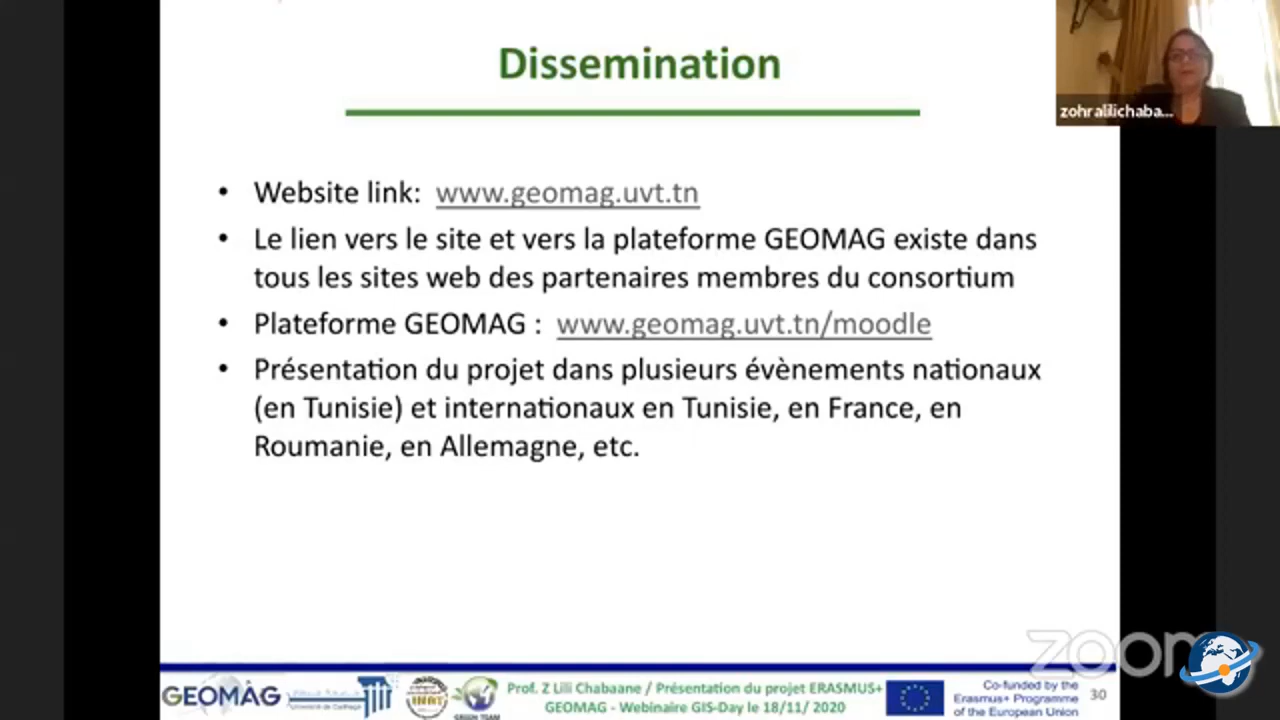 Dissemination
zohralilichaba...
• Website link: www.geomag.uvt.tn
• Le lien vers le site et vers la plateforme GEOMAG existe dans
tous les sites web des partenaires membres du consortium
• Plateforme GEOMAG : www.geomag.uvt.tn/moodle
• Présentation du projet dans plusieurs évènements nationaux
(en Tunisie) et internationaux en Tunisie, en France, en
Roumanie, en Allemagne, etc.
zoom
GEOMAG
INAT
GREEN TEAM
Prof. Z Lili Chabaane / Présentation du projet ERASMUS+
GEOMAG - Webinaire GIS-Day le 18/11/ 2020
Co-funded by the
Erasmus+ Programme
of the European Union
30